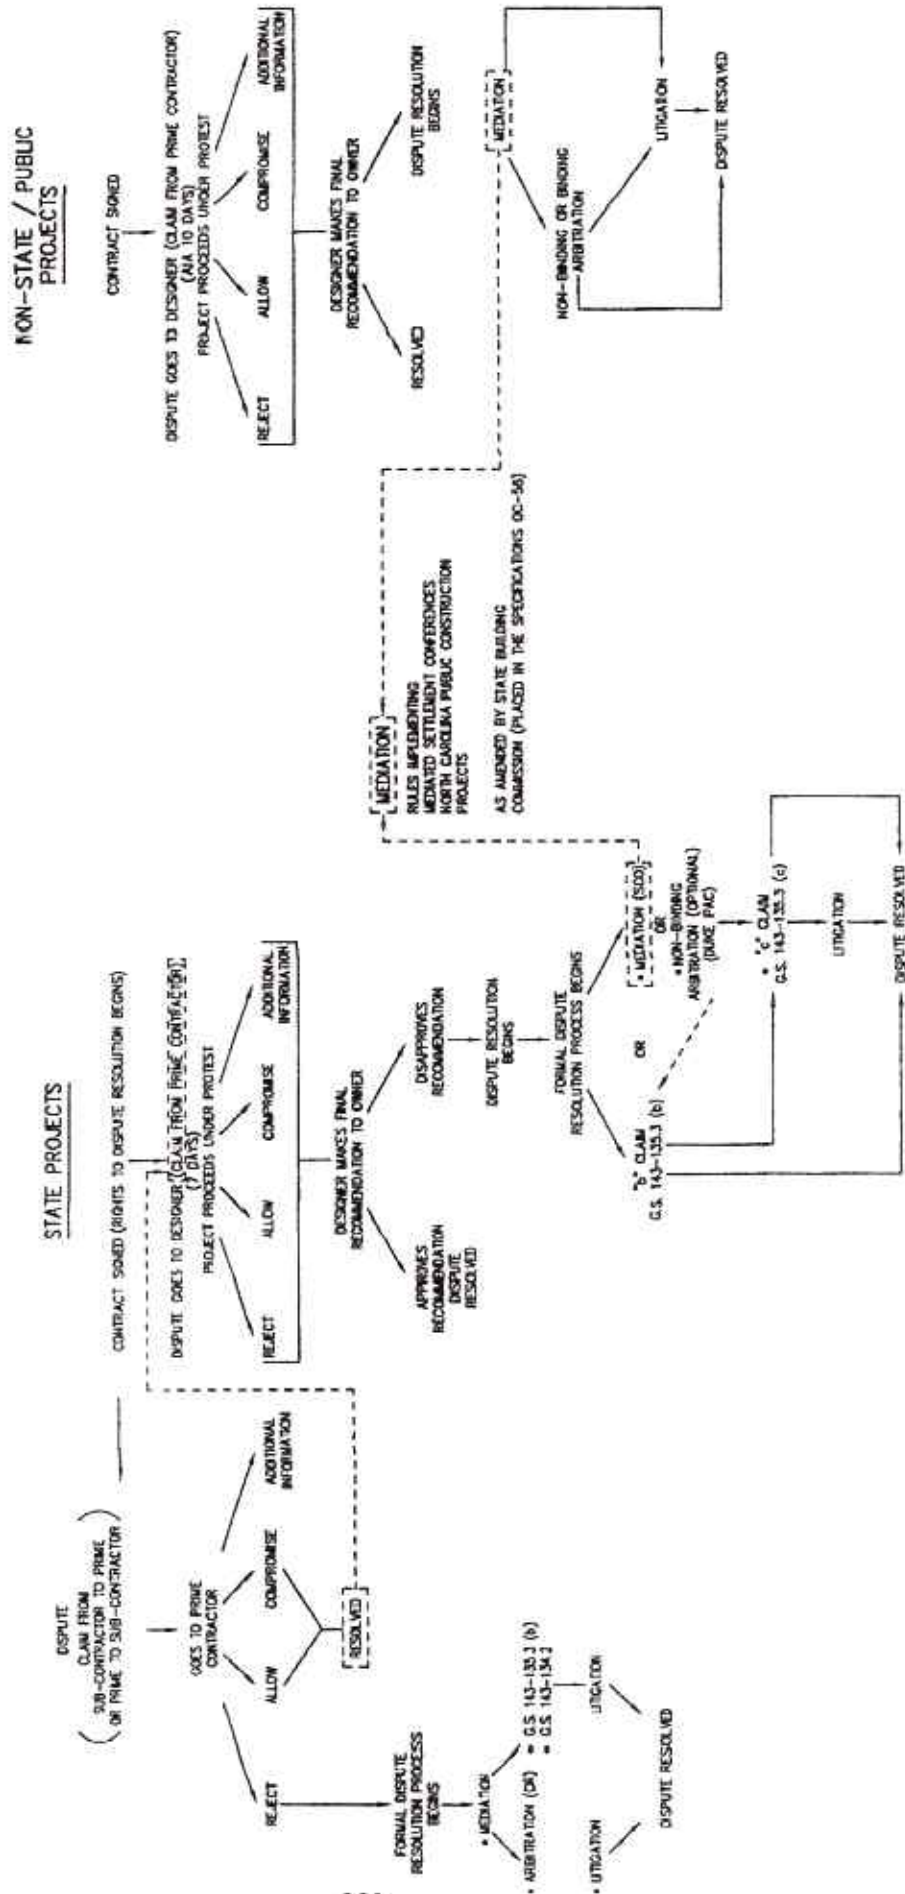 STATE PROJECTS
CONTRACT SIGNED (RIGHTS TO DISPUTE RESOLUTION BEGINS)
DISPUTE
CLAIM FROM
SUB-CONTRACTOR TO PRIME
OR PRIME TO SUB-CONTRACTOR
GOES TO PRIME
CONTRACTOR
REJECT
ALLOW
COMPROMISE
ADDITIONAL
INFORMATION
RESOLVED
FORMAL DISPUTE
RESOLUTION PROCESS
BEGINS
* MEDIATION
* ARBITRATION (OR)
* G.S. 143-135.3 (b)
* G.S. 143-134.2
* LITIGATION
LITIGATION
DISPUTE RESOLVED
DISPUTE GOES TO DESIGNER (CLAIM FROM PRIME CONTRACTOR)
(7 DAYS)
PROJECT PROCEEDS UNDER PROTEST
REJECT
ALLOW
COMPROMISE
ADDITIONAL
INFORMATION
DESIGNER MAKES FINAL
RECOMMENDATION TO OWNER
APPROVES
RECOMMENDATION
DISPUTE
RESOLVED
DISAPPROVES
RECOMMENDATION
DISPUTE RESOLUTION
BEGINS
FORMAL DISPUTE
RESOLUTION PROCESS BEGINS
"b" CLAIM
G.S. 143-135.3 (b)
OR
* MEDIATION (SCO)
OR
* NON-BINDING
ARBITRATION (OPTIONAL)
(DUKE PAC)
* "c" CLAIM
G.S. 143-135.3 (c)
LITIGATION
DISPUTE RESOLVED
MEDIATION
RULES IMPLEMENTING
MEDIATED SETTLEMENT CONFERENCES
NORTH CAROLINA PUBLIC CONSTRUCTION
PROJECTS
AS AMENDED BY STATE BUILDING
COMMISSION (PLACED IN THE SPECIFICATIONS OC-56)
NON-STATE / PUBLIC
PROJECTS
CONTRACT SIGNED
DISPUTE GOES TO DESIGNER (CLAIM FROM PRIME CONTRACTOR)
(AIA 10 DAYS)
PROJECT PROCEEDS UNDER PROTEST
REJECT
ALLOW
COMPROMISE
ADDITIONAL
INFORMATION
DESIGNER MAKES FINAL
RECOMMENDATION TO OWNER
RESOLVED
DISPUTE RESOLUTION
BEGINS
MEDIATION
NON-BINDING OR BINDING
ARBITRATION
LITIGATION
DISPUTE RESOLVED